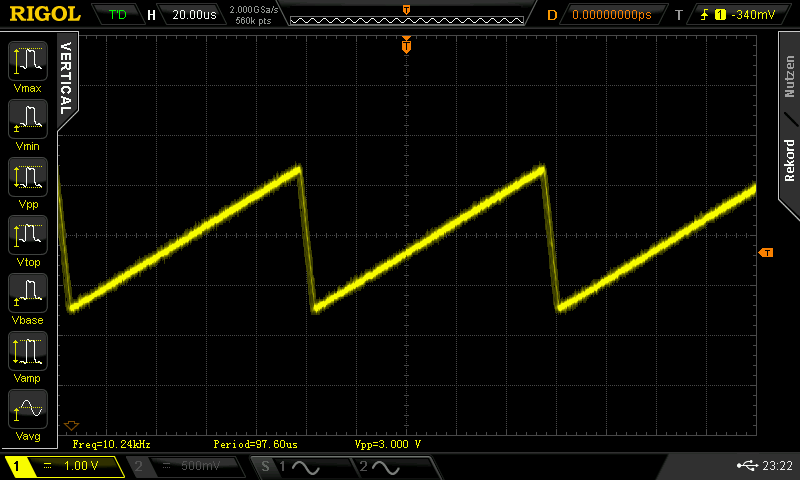 RIGOL T'D H 20.00us 2.000GSa/s D 0.00000000ps T 1 -340mV
560k pts
T
T
VERTICAL
Vmax
Vmin
Vpp
Vtop
Vbase
Vamp
Vavg
Nutzen
Rekord
T
Freq=10.24kHz Period=97.60us Vpp=3.000 V
1 1.00 V 2 500mV S 1 2 23:22